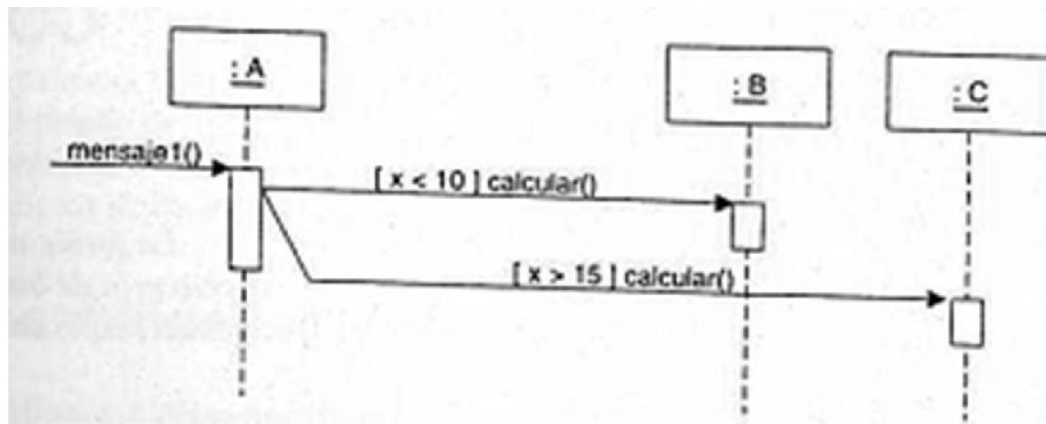 : A
: B
: C
mensaje1()
[ x < 10 ] calcular()
[ x > 15 ] calcular()